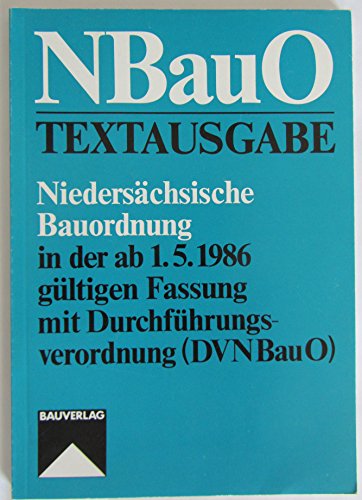 NBauO
TEXTAUSGABE
Niedersächsische
Bauordnung
in der ab 1.5.1986
gültigen Fassung
mit Durchführungs-
verordnung (DVNBauO)
BAUVERLAG